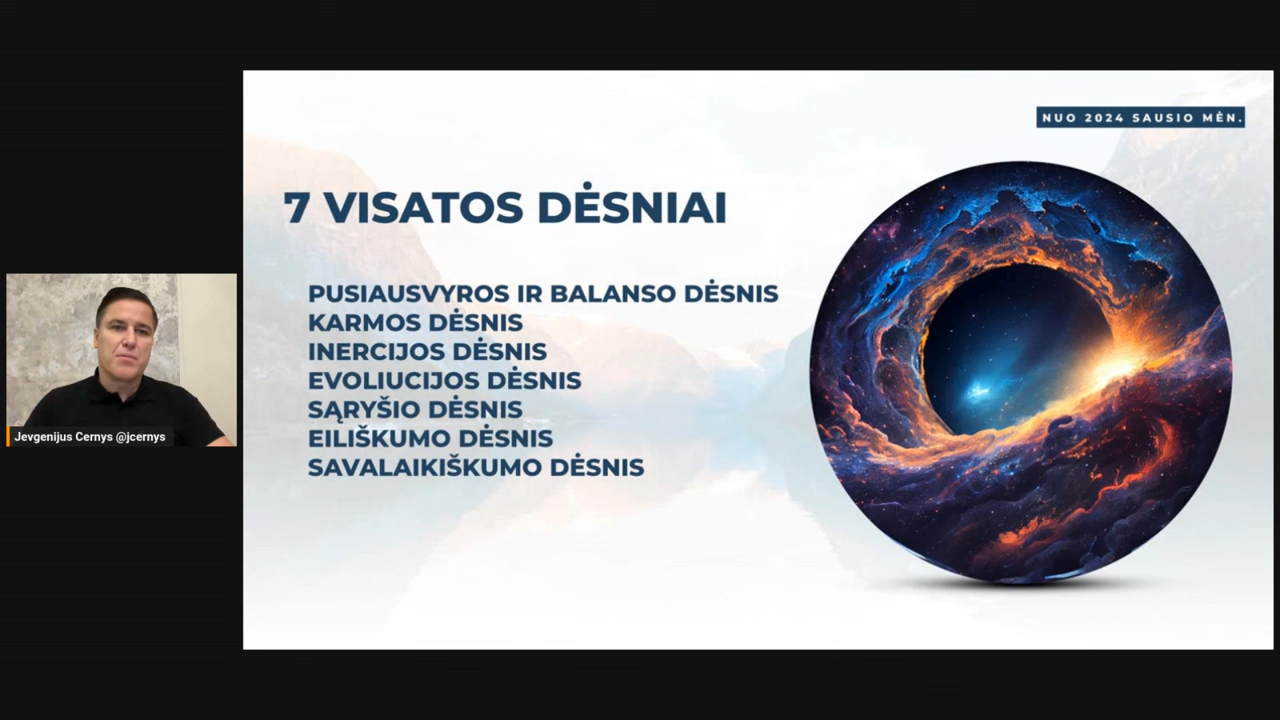 NUO 2024 SAUSIO MĖN.
7 VISATOS DĖSNIAI
PUSIAUSVYROS IR BALANSO DĖSNIS
KARMOS DĖSNIS
INERCIJOS DĖSNIS
EVOLIUCIJOS DĖSNIS
SĄRYŠIO DĖSNIS
EILIŠKUMO DĖSNIS
SAVALAIKIŠKUMO DĖSNIS
Jevgenijus Cernys @jcernys